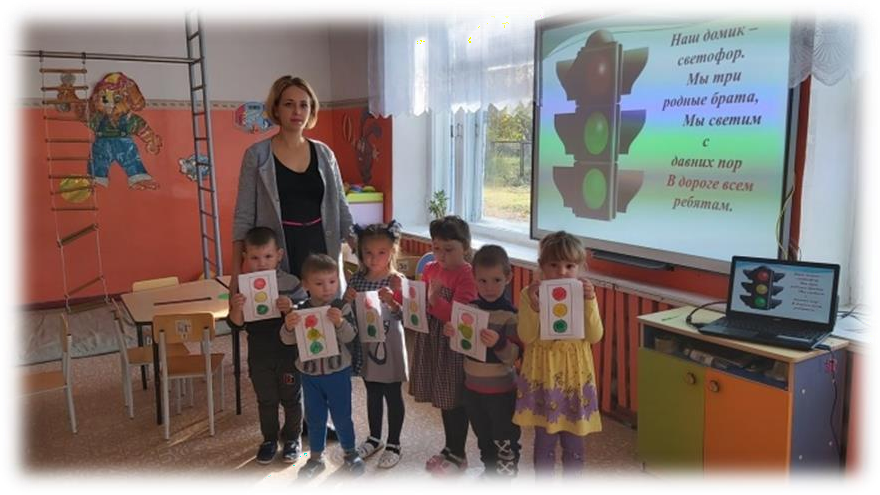 Наш домик –
светофор.
Мы три
родные брата,
Мы светим
с
давних пор
В дороге всем
ребятам.